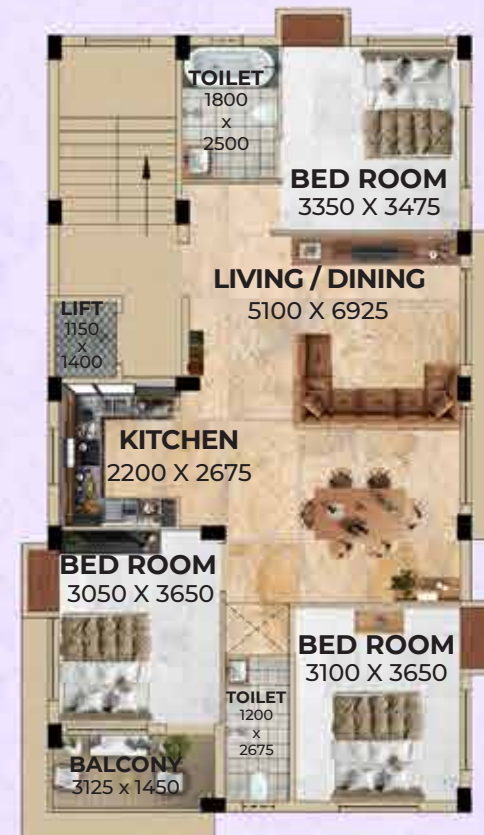 TOILET
1800
x
2500
BED ROOM
3350 X 3475
LIVING / DINING
5100 X 6925
LIFT
1150
x
1400
KITCHEN
2200 X 2675
BED ROOM
3050 X 3650
BED ROOM
3100 X 3650
TOILET
1200
x
2675
BALCONY
3125 x 1450